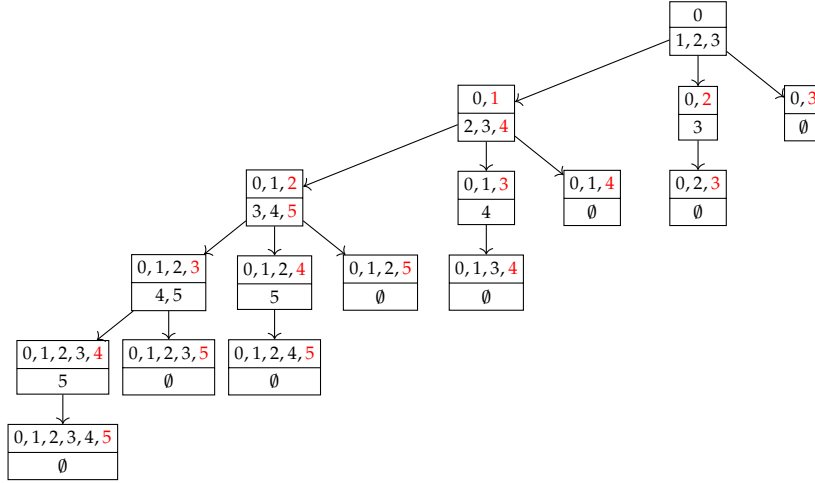 0
1, 2, 3
0, 1
2, 3, 4
0, 2
3
0, 3
∅
0, 1, 2
3, 4, 5
0, 1, 3
4
0, 1, 4
∅
0, 2, 3
∅
0, 1, 2, 3
4, 5
0, 1, 2, 4
5
0, 1, 2, 5
∅
0, 1, 3, 4
∅
0, 1, 2, 3, 4
5
0, 1, 2, 3, 5
∅
0, 1, 2, 4, 5
∅
0, 1, 2, 3, 4, 5
∅